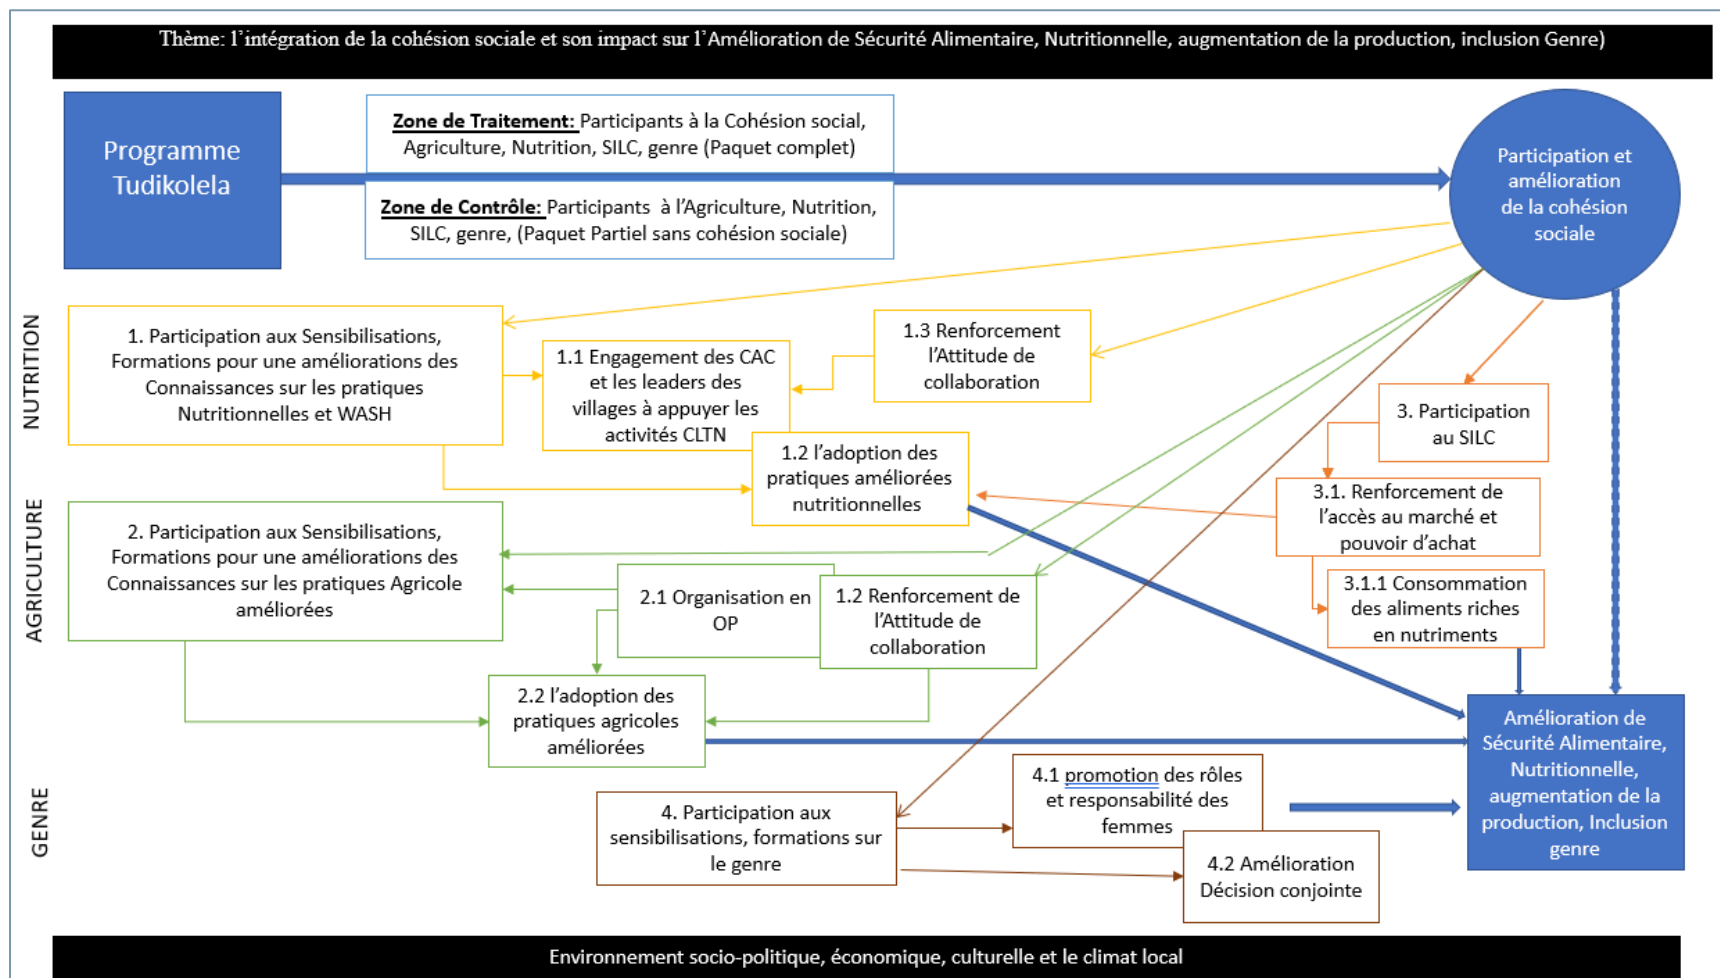 Thème: l'intégration de la cohésion sociale et son impact sur l'Amélioration de Sécurité Alimentaire, Nutritionnelle, augmentation de la production, inclusion Genre)
Programme
Tudikolela
Zone de Traitement: Participants à la Cohésion social,
Agriculture, Nutrition, SILC, genre (Paquet complet)
Zone de Contrôle: Participants à l'Agriculture, Nutrition,
SILC, genre, (Paquet Partiel sans cohésion sociale)
Participation et
amélioration
de la cohésion
sociale
NUTRITION
1. Participation aux Sensibilisations,
Formations pour une améliorations des
Connaissances sur les pratiques
Nutritionnelles et WASH
1.1 Engagement des CAC
et les leaders des
villages à appuyer les
activités CLTN
1.3 Renforcement
l'Attitude de
collaboration
1.2 l'adoption des
pratiques améliorées
nutritionnelles
3. Participation
au SILC
3.1. Renforcement de
l'accès au marché et
pouvoir d'achat
3.1.1 Consommation
des aliments riches
en nutriments
AGRICULTURE
2. Participation aux Sensibilisations,
Formations pour une améliorations des
Connaissances sur les pratiques Agricole
améliorées
2.1 Organisation en
OP
1.2 Renforcement de
l'Attitude de
collaboration
2.2 l'adoption des
pratiques agricoles
améliorées
GENRE
4. Participation aux
sensibilisations, formations sur
le genre
4.1 promotion des rôles
et responsabilité des
femmes
4.2 Amélioration
Décision conjointe
Amélioration de
Sécurité Alimentaire,
Nutritionnelle,
augmentation de la
production, Inclusion
genre
Environnement socio-politique, économique, culturelle et le climat local